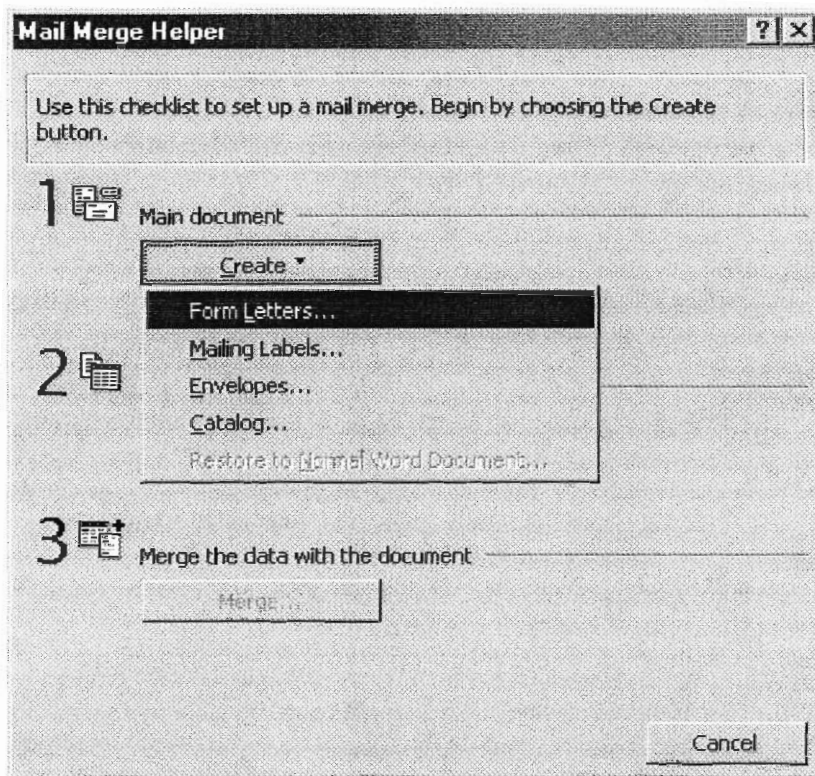 Mail Merge Helper
Use this checklist to set up a mail merge. Begin by choosing the Create
button.
1
Main document
Create
Form Letters...
Mailing Labels...
2
Envelopes...
Catalog...
Restore to Normal Word Document...
3
Merge the data with the document
Merge...
Cancel